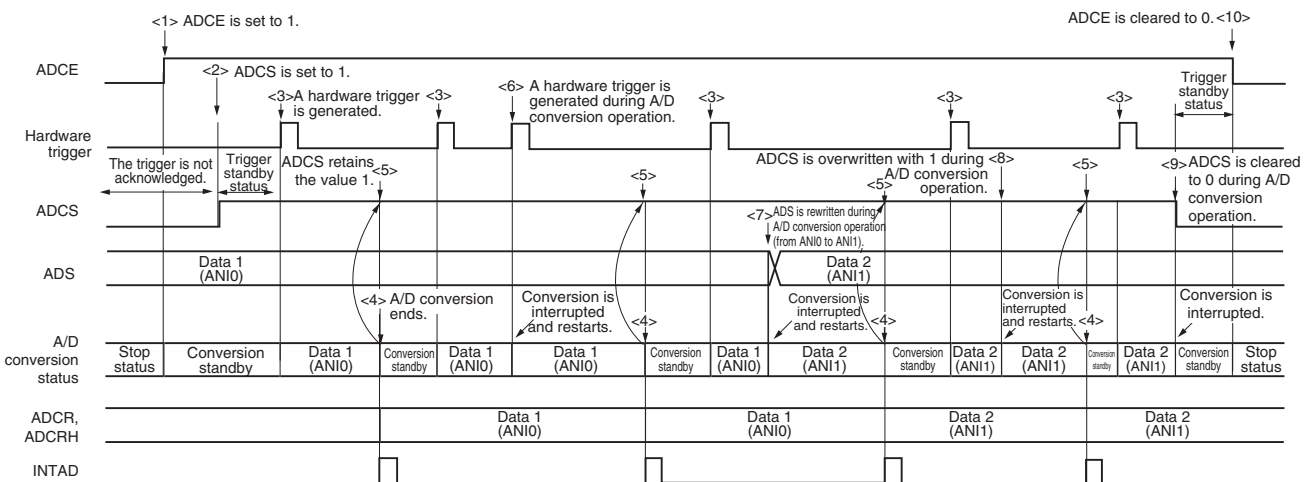 <1> ADCE is set to 1.
ADCE is cleared to 0. <10>
ADCE
<2> ADCS is set to 1.
<3> A hardware trigger
is generated.
<3>
<6> A hardware trigger is
generated during A/D
conversion operation.
<3>
<3>
<3>
Trigger
standby
status
Hardware
trigger
The trigger is not
acknowledged.
Trigger
standby
status
ADCS retains
the value 1.
<5>
<5>
ADCS is overwritten with 1 during <8>
A/D conversion
operation.
<5>
<5>
<9> ADCS is cleared
to 0 during A/D
conversion
operation.
ADCS
<7> ADS is rewritten during
A/D conversion operation
(from ANI0 to ANI1).
ADS
Data 1
(ANI0)
Data 2
(ANI1)
<4> A/D conversion
ends.
Conversion is
interrupted
and restarts.
<4>
Conversion is
interrupted
and restarts.
<4>
Conversion is
interrupted
and restarts.
<4>
Conversion is
interrupted.
A/D
conversion
status
Stop
status
Conversion
standby
Data 1
(ANI0)
Conversion
standby
Data 1
(ANI0)
Data 1
(ANI0)
Conversion
standby
Data 1
(ANI0)
Data 2
(ANI1)
Conversion
standby
Data 2
(ANI1)
Data 2
(ANI1)
Conversion
standby
Data 2
(ANI1)
Conversion
standby
Stop
status
ADCR,
ADCRH
Data 1
(ANI0)
Data 1
(ANI0)
Data 2
(ANI1)
Data 2
(ANI1)
INTAD